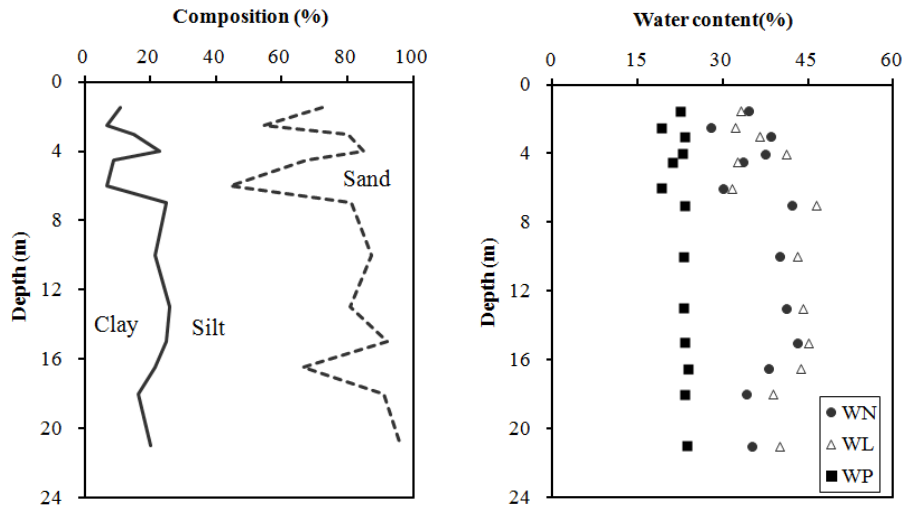 Composition (%)
0 20 40 60 80 100
0
4
8
12
16
20
24
Depth (m)
Sand
Clay
Silt
Water content(%)
0 15 30 45 60
0
4
8
12
16
20
24
Depth (m)
WN
WL
WP